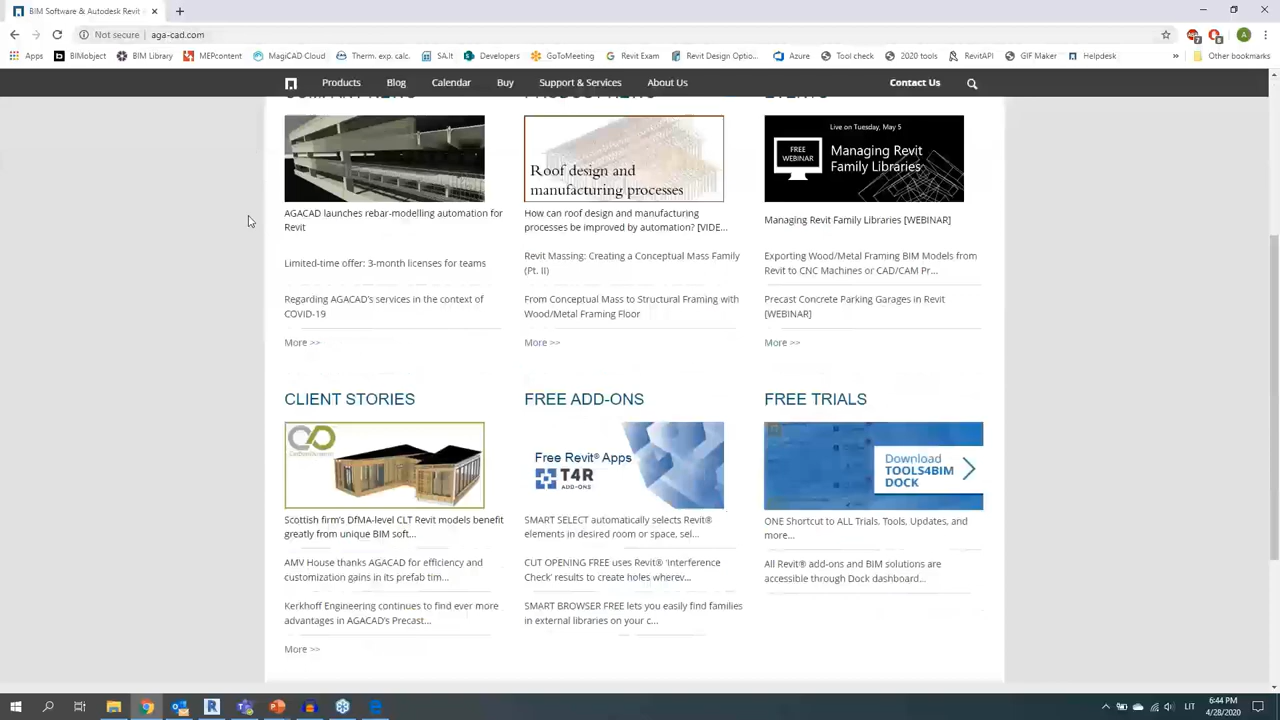 BIM Software & Autodesk Revit
Not secure | aga-cad.com
A
Apps
BIMobject
BIM Library
MEPcontent
MagiCAD Cloud
Therm. exp. calc.
SA.lt
Developers
GoToMeeting
Revit Exam
Revit Design Optio...
Azure
Tool check
2020 tools
RevitAPI
GIF Maker
Helpdesk
»
Other bookmarks
Products
Blog
Calendar
Buy
Support & Services
About Us
Contact Us
COMPANY NEWS
PRODUCT NEWS
EVENTS
Roof design and
manufacturing processes
Live on Tuesday, May 5
FREE
WEBINAR
Managing Revit
Family Libraries
AGACAD launches rebar-modelling automation for
Revit
How can roof design and manufacturing
processes be improved by automation? [VIDE...
Managing Revit Family Libraries [WEBINAR]
Limited-time offer: 3-month licenses for teams
Revit Massing: Creating a Conceptual Mass Family
(Pt. II)
Exporting Wood/Metal Framing BIM Models from
Revit to CNC Machines or CAD/CAM Pr...
Regarding AGACAD's services in the context of
COVID-19
From Conceptual Mass to Structural Framing with
Wood/Metal Framing Floor
Precast Concrete Parking Garages in Revit
[WEBINAR]
More >>
More >>
More >>
CLIENT STORIES
FREE ADD-ONS
FREE TRIALS
Free Revit® Apps
T4R
ADD-ONS
Download
TOOLS4BIM
DOCK
Scottish firm's DfMA-level CLT Revit models benefit
greatly from unique BIM soft...
SMART SELECT automatically selects Revit®
elements in desired room or space, sel...
ONE Shortcut to ALL Trials, Tools, Updates, and
more...
AMV House thanks AGACAD for efficiency and
customization gains in its prefab tim...
CUT OPENING FREE uses Revit® 'Interference
Check' results to create holes wherev...
All Revit® add-ons and BIM solutions are
accessible through Dock dashboard...
Kerkhoff Engineering continues to find ever more
advantages in AGACAD's Precast...
SMART BROWSER FREE lets you easily find families
in external libraries on your c...
More >>
LIT
6:44 PM
4/28/2020